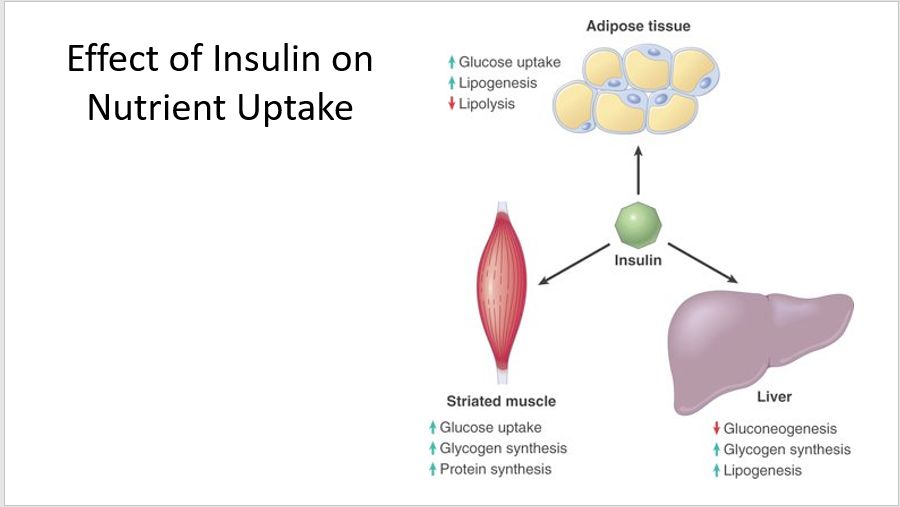 Effect of Insulin on
Nutrient Uptake
Adipose tissue
↑ Glucose uptake
↑ Lipogenesis
↓ Lipolysis
Insulin
Striated muscle
↑ Glucose uptake
↑ Glycogen synthesis
↑ Protein synthesis
Liver
↓ Gluconeogenesis
↑ Glycogen synthesis
↑ Lipogenesis